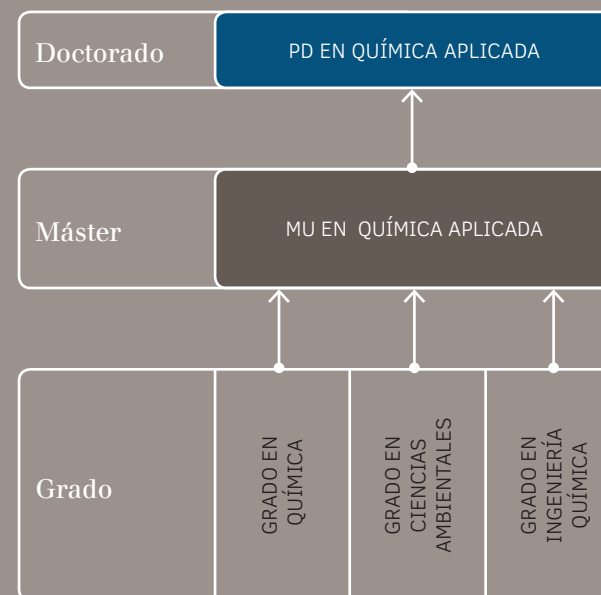 Doctorado
PD EN QUÍMICA APLICADA
Máster
MU EN QUÍMICA APLICADA
Grado
GRADO EN
QUÍMICA
GRADO EN
CIENCIAS
AMBIENTALES
GRADO EN
INGENIERÍA
QUÍMICA